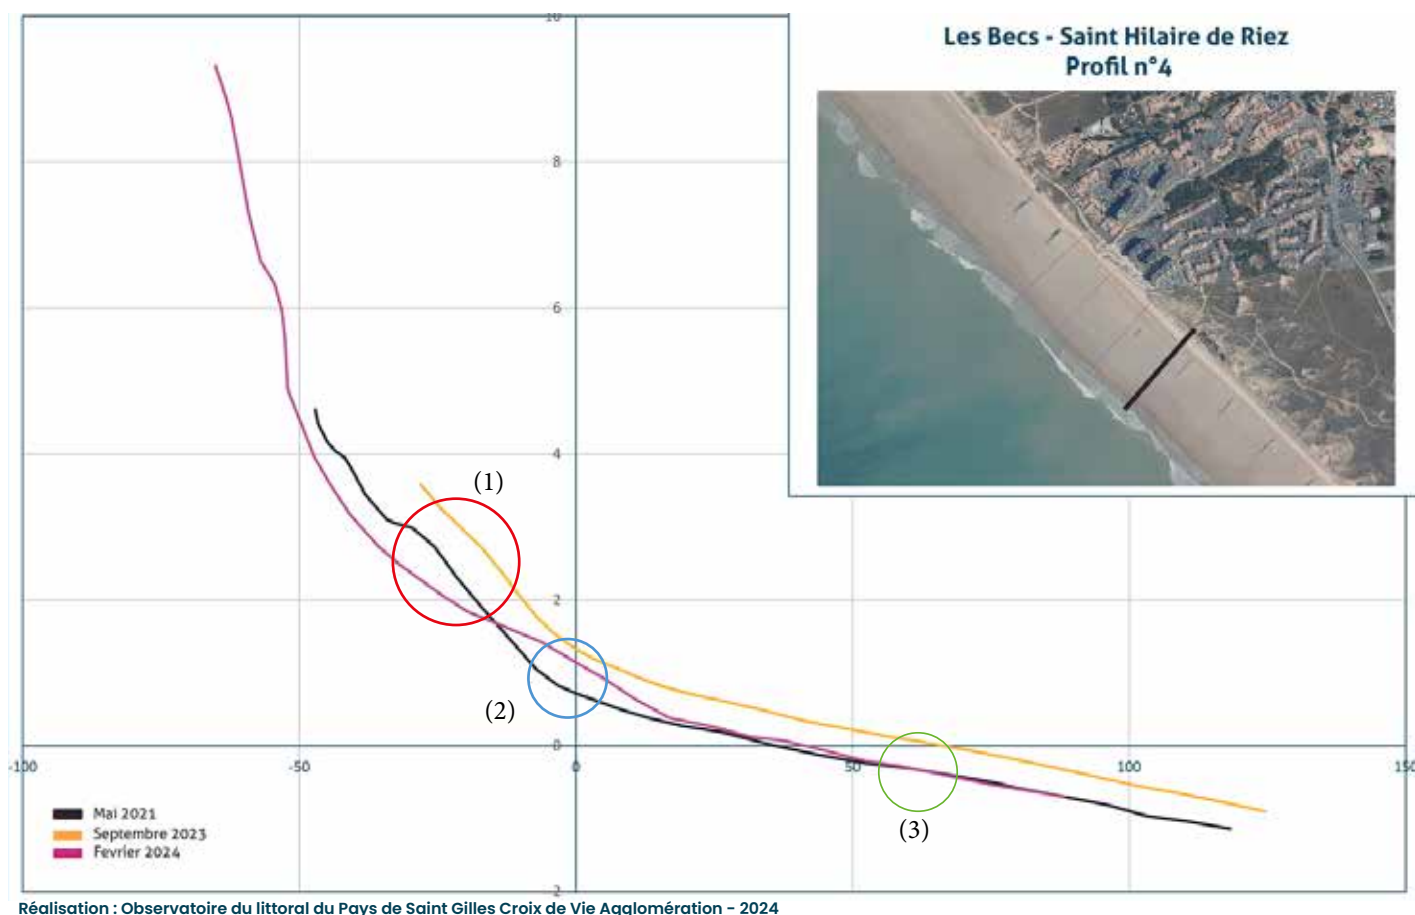 Les Becs - Saint Hilaire de Riez
Profil n°4
10
8
6
4
2
0
-2
-100
-50
0
50
100
150
(1)
(2)
(3)
Mai 2021
Septembre 2023
Fevrier 2024
Réalisation : Observatoire du littoral du Pays de Saint Gilles Croix de Vie Agglomération - 2024